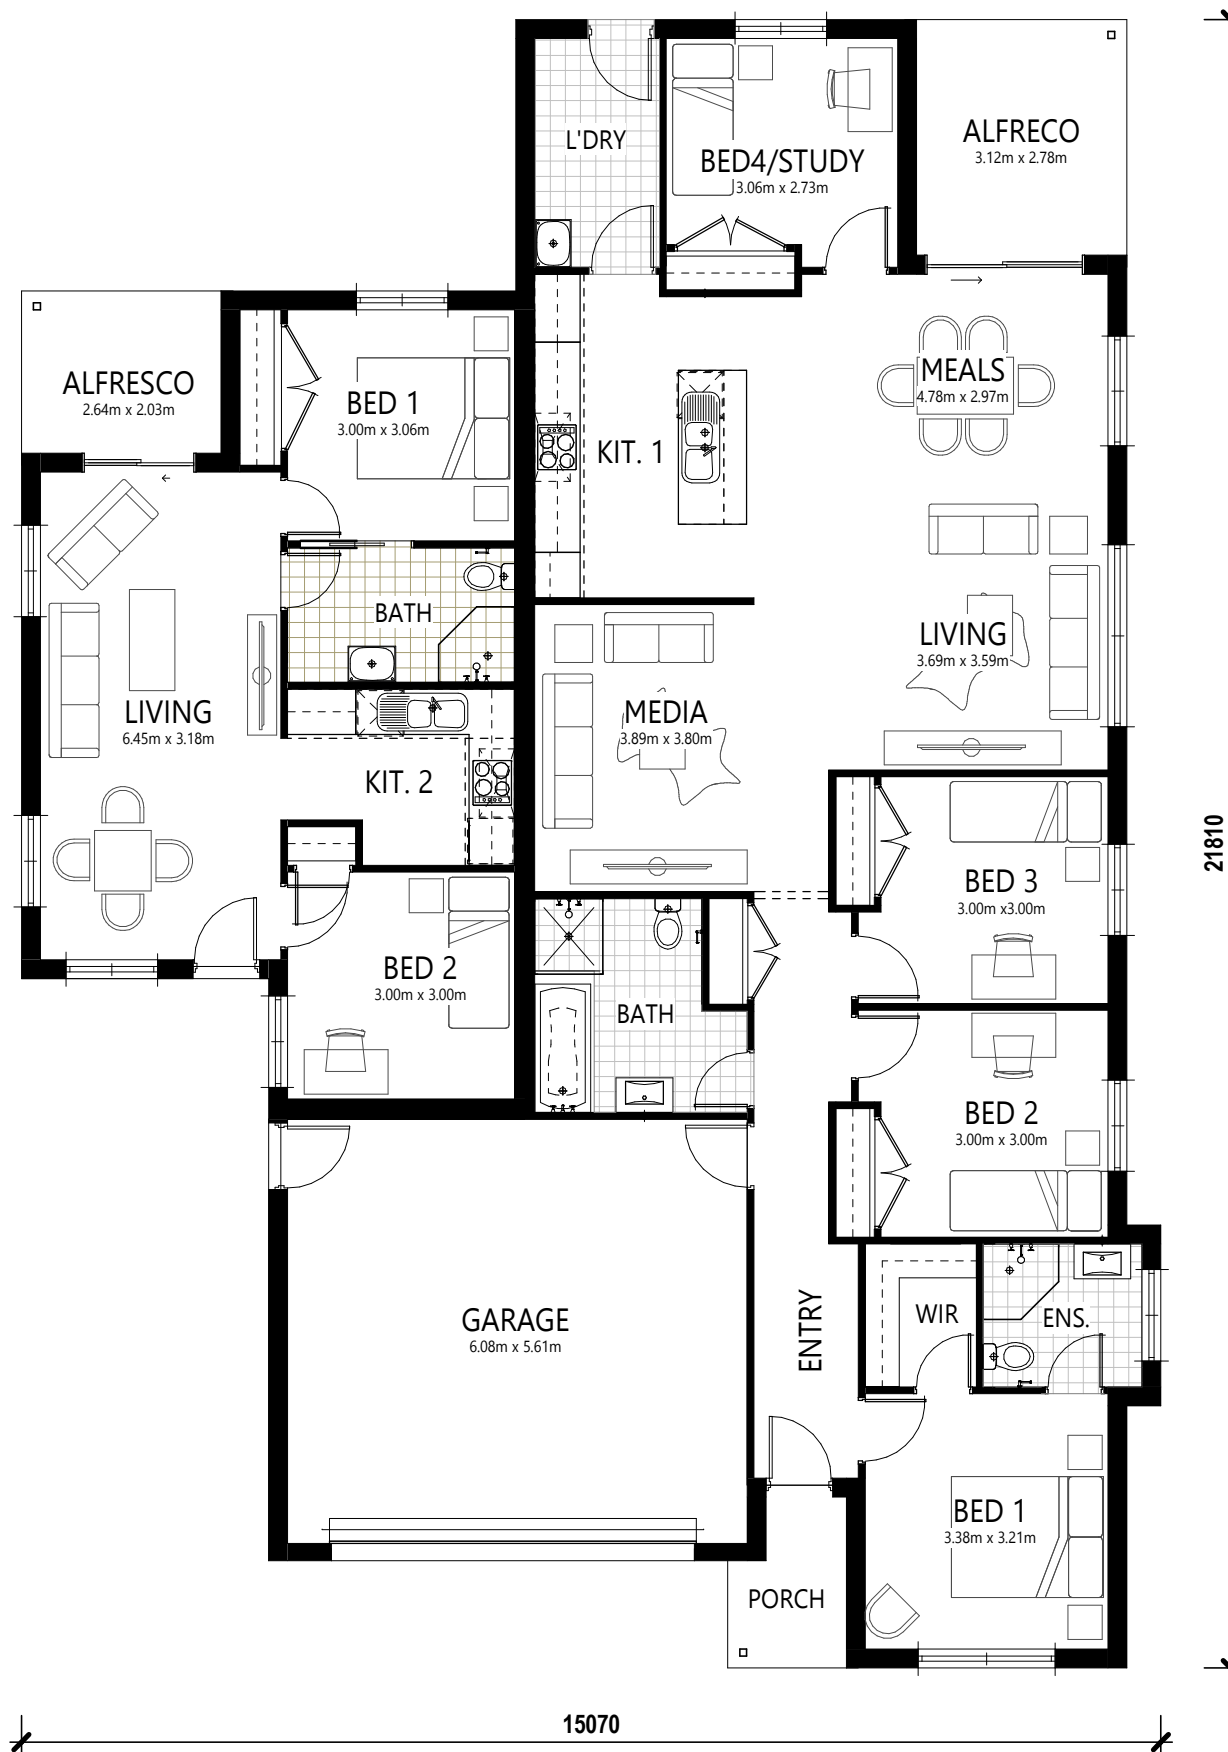 L'DRY
BED4/STUDY
3.06m x 2.73m
ALFRECO
3.12m x 2.78m
ALFRESCO
2.64m x 2.03m
BED 1
3.00m x 3.06m
KIT. 1
MEALS
4.78m x 2.97m
BATH
LIVING
3.69m x 3.59m
LIVING
6.45m x 3.18m
MEDIA
3.89m x 3.80m
KIT. 2
BED 3
3.00m x3.00m
21810
BED 2
3.00m x 3.00m
BATH
BED 2
3.00m x 3.00m
GARAGE
6.08m x 5.61m
ENTRY
WIR
ENS.
BED 1
3.38m x 3.21m
PORCH
15070